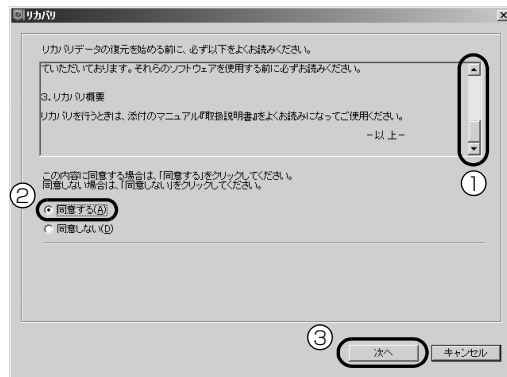 リカバリ
リカバリデータの復元を始める前に、必ず以下をよくお読みください。
ていただいております。それらのソフトウェアを使用する前に必ずお読みください。
3. リカバリ概要
リカバリを行うときは、添付のマニュアル『取扱説明書』をよくお読みになってご使用ください。
－以上－
①
この内容に同意する場合は、「同意する」をクリックしてください。
同意しない場合は、「同意しない」をクリックしてください。
②
同意する(A)
同意しない(D)
③
次へ
キャンセル